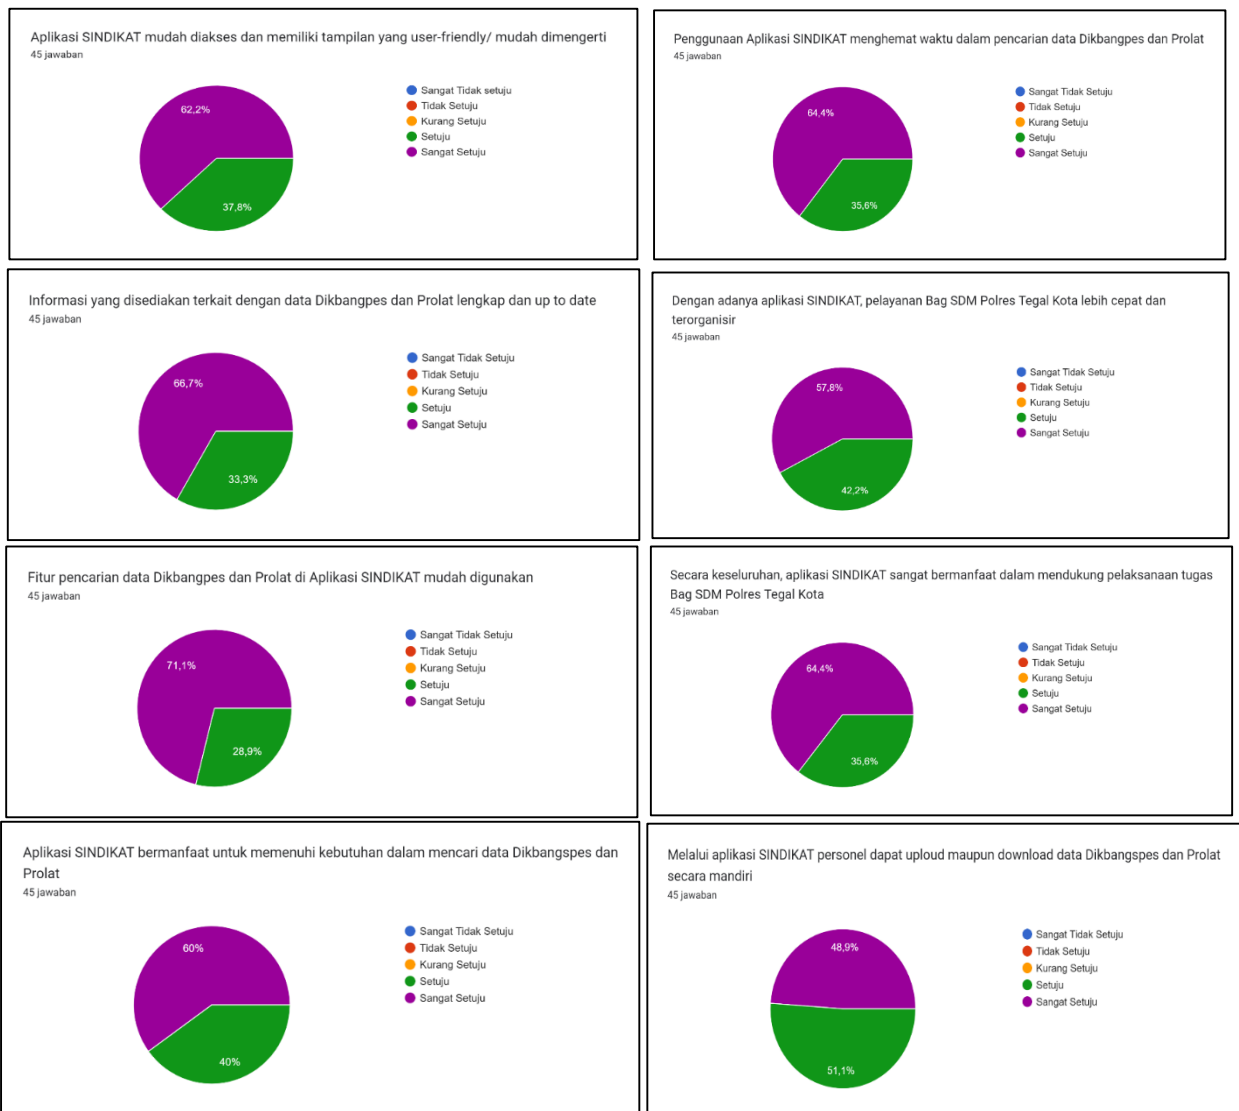 Aplikasi SINDIKAT mudah diakses dan memiliki tampilan yang user-friendly/ mudah dimengerti
45 jawaban
62,2%
37,8%
Sangat Tidak setuju
Tidak Setuju
Kurang Setuju
Setuju
Sangat Setuju
Penggunaan Aplikasi SINDIKAT menghemat waktu dalam pencarian data Dikbangpes dan Prolat
45 jawaban
64,4%
35,6%
Sangat Tidak Setuju
Tidak Setuju
Kurang Setuju
Setuju
Sangat Setuju
Informasi yang disediakan terkait dengan data Dikbangpes dan Prolat lengkap dan up to date
45 jawaban
66,7%
33,3%
Sangat Tidak Setuju
Tidak Setuju
Kurang Setuju
Setuju
Sangat Setuju
Dengan adanya aplikasi SINDIKAT, pelayanan Bag SDM Polres Tegal Kota lebih cepat dan
terorganisir
45 jawaban
57,8%
42,2%
Sangat Tidak Setuju
Tidak Setuju
Kurang Setuju
Setuju
Sangat Setuju
Fitur pencarian data Dikbangpes dan Prolat di Aplikasi SINDIKAT mudah digunakan
45 jawaban
71,1%
28,9%
Sangat Tidak Setuju
Tidak Setuju
Kurang Setuju
Setuju
Sangat Setuju
Secara keseluruhan, aplikasi SINDIKAT sangat bermanfaat dalam mendukung pelaksanaan tugas
Bag SDM Polres Tegal Kota
45 jawaban
64,4%
35,6%
Sangat Tidak Setuju
Tidak Setuju
Kurang Setuju
Setuju
Sangat Setuju
Aplikasi SINDIKAT bermanfaat untuk memenuhi kebutuhan dalam mencari data Dikbangspes dan
Prolat
45 jawaban
60%
40%
Sangat Tidak Setuju
Tidak Setuju
Kurang Setuju
Setuju
Sangat Setuju
Melalui aplikasi SINDIKAT personel dapat uploud maupun download data Dikbangspes dan Prolat
secara mandiri
45 jawaban
48,9%
51,1%
Sangat Tidak Setuju
Tidak Setuju
Kurang Setuju
Setuju
Sangat Setuju